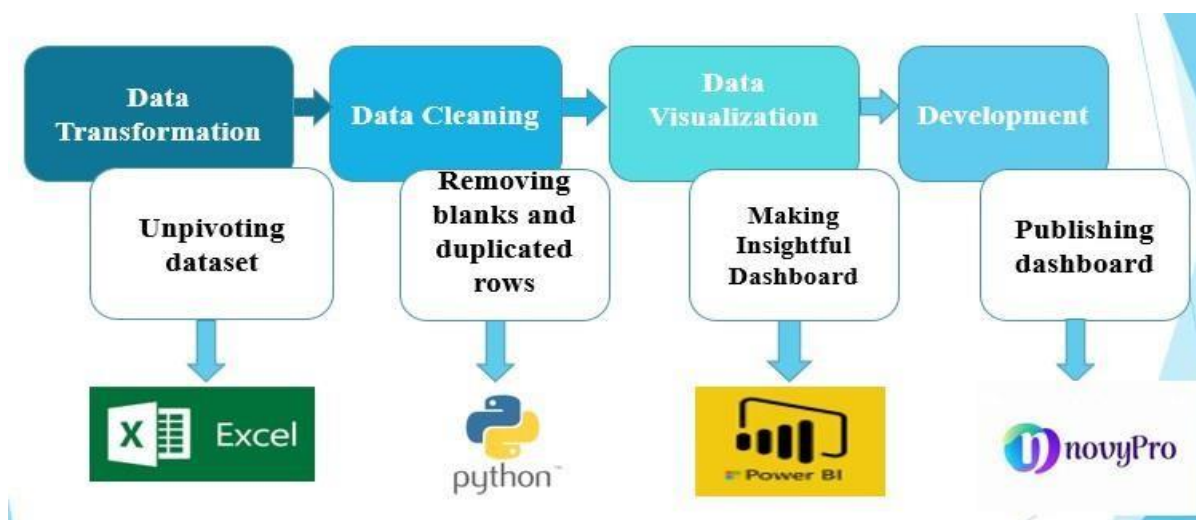 Data
Transformation
Data Cleaning
Data
Visualization
Development
Unpivoting
dataset
Removing
blanks and
duplicated
rows
Making
Insightful
Dashboard
Publishing
dashboard
X
Excel
python™
Power BI
n novyPro